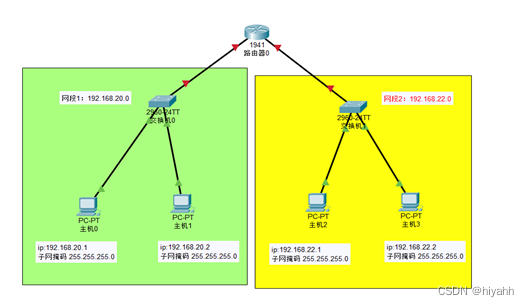 1941
路由器0
网段1：192.168.20.0
网段2：192.168.22.0
2960-24TT
交换机0
2960-24TT
PC-PT
主机0
PC-PT
主机1
PC-PT
主机2
PC-PT
主机3
ip:192.168.20.1
子网掩码 255.255.255.0
ip:192.168.20.2
子网掩码 255.255.255.0
ip:192.168.22.1
子网掩码 255.255.255.0
ip:192.168.22.2
子网掩码 255.255.255.0
CSDN @hiyahh